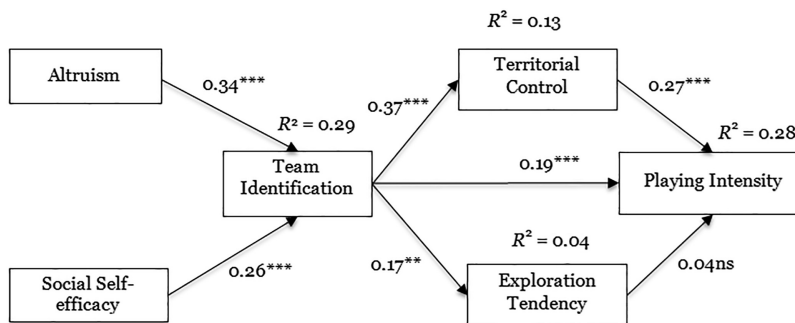 R² = 0.13
Altruism
Territorial
Control
0.34***
0.37***
0.27***
R² = 0.29
R² = 0.28
Team
Identification
0.19***
Playing Intensity
R² = 0.04
0.26***
0.17**
0.04ns
Social Self-
efficacy
Exploration
Tendency